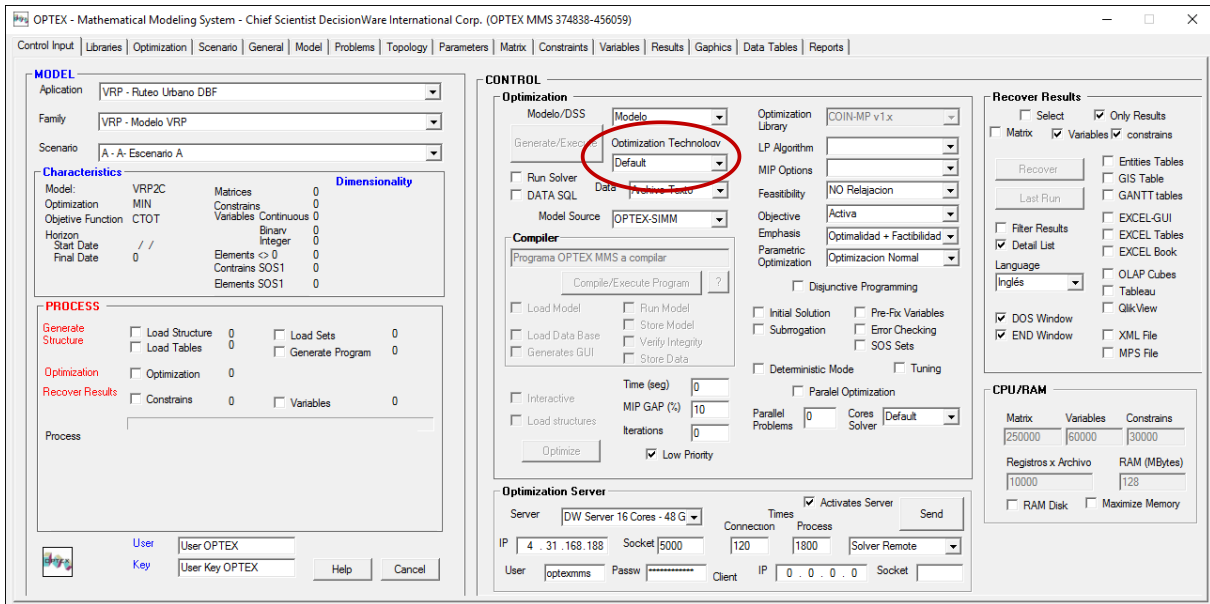 OPTEX - Mathematical Modeling System - Chief Scientist DecisionWare International Corp. (OPTEX MMS 374838-456059)
Control Input Libraries Optimization Scenario General Model Problems Topology Parameters Matrix Constraints Variables Results Gaphics Data Tables Reports
MODEL
Aplication VRP - Ruteo Urbano DBF
Family VRP - Modelo VRP
Scenario A - A- Escenario A
Characteristics
Dimensionality
Model: VRP2C Matrices 0
Optimization MIN Constrains 0
Objetive Function CTOT Variables Continuous 0
Horizon Binary 0
Start Date / / Integer 0
Final Date 0 Elements <> 0 0
Contrains SOS1 0
Elements SOS1 0
PROCESS
Generate Structure
Load Structure 0 Load Sets 0
Load Tables 0 Generate Program 0
Optimization Optimization 0
Recover Results Constrains 0 Variables 0
Process
OPTEX
User User OPTEX
Key User Key OPTEX Help Cancel
CONTROL
Optimization
Modelo/DSS Modelo
Generate/Execute Optimization Technology
Default
Run Solver
DATA SQL Data Archivo Texto
Model Source OPTEX-SIMM
Compiler
Programa OPTEX MMS a compilar
Compile/Execute Program ?
Load Model Run Model
Store Model
Load Data Base Verify Integrity
Generates GUI Store Data
Interactive Time (seg) 0
Load structures MIP GAP (%) 10
Iterations 0
Optimize Low Priority
Optimization Library COIN-MP v1.x
LP Algorithm
MIP Options
Feasitibility NO Relajacion
Objective Activa
Emphasis Optimalidad + Factibilidad
Parametric Optimization Optimizacion Normal
Disjunctive Programming
Initial Solution Pre-Fix Variables
Subrrogation Error Checking
SOS Sets
Deterministic Mode Tuning
Paralel Optimization
Parallel Problems 0 Cores Solver Default
Optimization Server
Activates Server
Server DW Server 16 Cores - 48 G Times Send
Connection Process
IP 4 . 31 .168.188 Socket 5000 120 1800 Solver Remote
User optexmms Passw ************ Client IP 0 . 0 . 0 . 0 Socket
Recover Results
Select Only Results
Matrix Variables constrains
Recover Entities Tables
GIS Table
Last Run GANTT tables
EXCEL-GUI
Filter Results EXCEL Tables
Detail List EXCEL Book
Language
Inglés OLAP Cubes
Tableau
QlikView
DOS Window
END Window XML File
MPS File
CPU/RAM
Matrix Variables Constrains
250000 60000 30000
Registros x Archivo RAM (MBytes)
10000 128
RAM Disk Maximize Memory